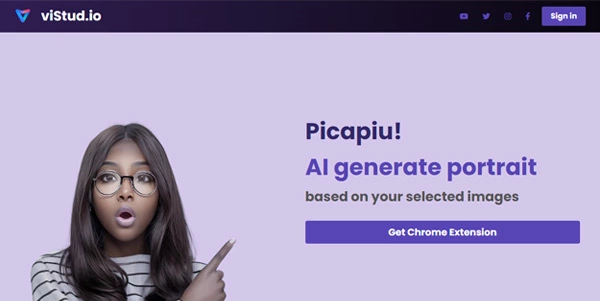 viStud.io
Sign in
Picapiu!
AI generate portrait
based on your selected images
Get Chrome Extension